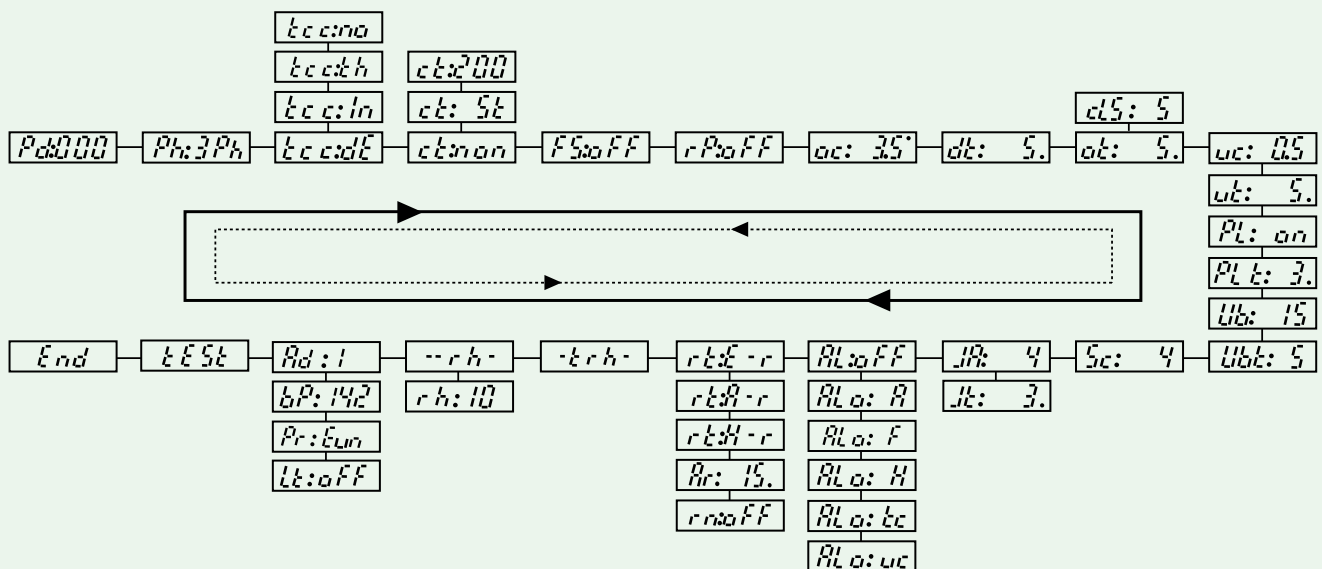 tcc:no
tcc:th ct:200
tcc:In ct: St dS: 5
Pd:000 Ph:3Ph tcc:dE ct:non FS:oFF rP:oFF oc: 3.5 dt: 5. ot: 5. uc: 0.5
ut: 5.
PL: on
PLt: 3.
Ub: 15
End tESt Ad:1 --rh- -trh- rt:E-r AL:oFF JA: 4 Sc: 4 Ubt: 5
bP:142 rh:10 rt:A-r ALo: A Jt: 3.
Pr:Eun rt:H-r ALo: F
Lt:oFF Ar: 15. ALo: H
rn:oFF ALo:tc
ALo:uc